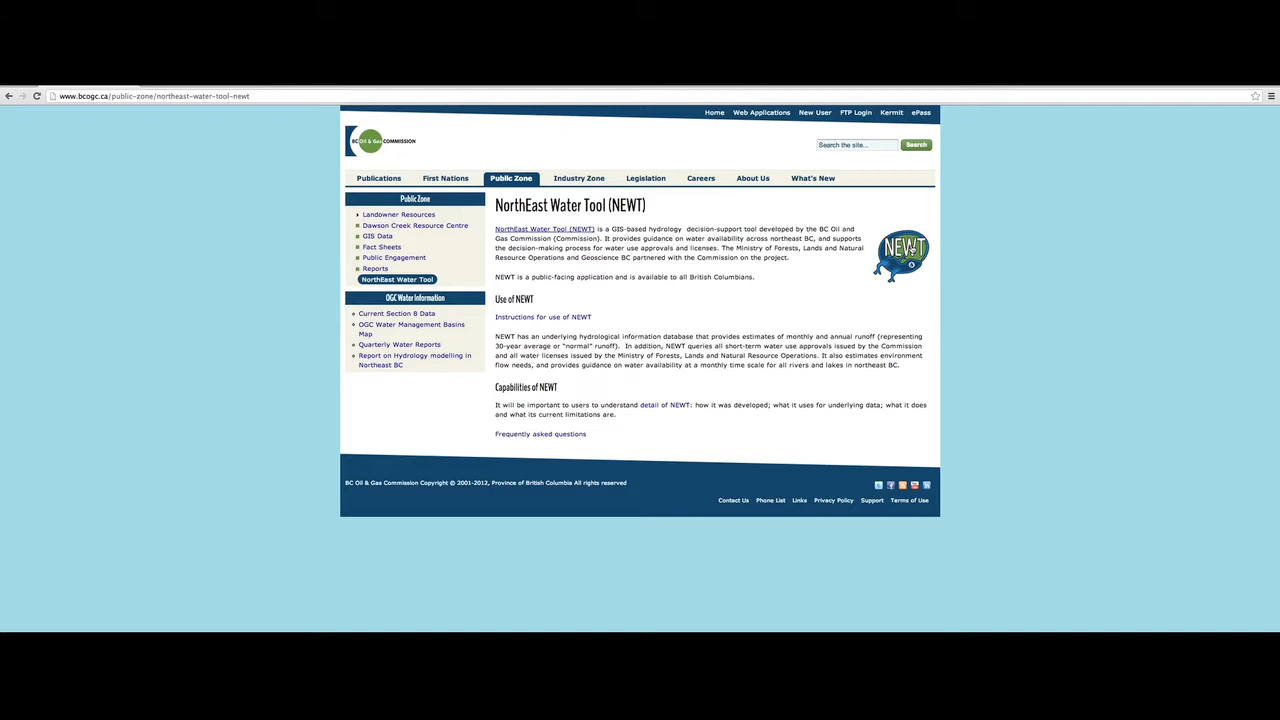 www.bcogc.ca/public-zone/northeast-water-tool-newt
Home Web Applications New User FTP Login Kermit ePass
BC Oil & Gas COMMISSION
Search the site... Search
Publications First Nations Public Zone Industry Zone Legislation Careers About Us What's New
Public Zone
Landowner Resources
Dawson Creek Resource Centre
GIS Data
Fact Sheets
Public Engagement
Reports
NorthEast Water Tool
OGC Water Information
Current Section 8 Data
OGC Water Management Basins
Map
Quarterly Water Reports
Report on Hydrology modelling in
Northeast BC
NorthEast Water Tool (NEWT)
NorthEast Water Tool (NEWT) is a GIS-based hydrology decision-support tool developed by the BC Oil and
Gas Commission (Commission). It provides guidance on water availability across northeast BC, and supports
the decision-making process for water use approvals and licenses. The Ministry of Forests, Lands and Natural
Resource Operations and Geoscience BC partnered with the Commission on the project.
NEWT
NEWT is a public-facing application and is available to all British Columbians.
Use of NEWT
Instructions for use of NEWT
NEWT has an underlying hydrological information database that provides estimates of monthly and annual runoff (representing
30-year average or “normal” runoff). In addition, NEWT queries all short-term water use approvals issued by the Commission
and all water licenses issued by the Ministry of Forests, Lands and Natural Resource Operations. It also estimates environment
flow needs, and provides guidance on water availability at a monthly time scale for all rivers and lakes in northeast BC.
Capabilities of NEWT
It will be important to users to understand detail of NEWT: how it was developed; what it uses for underlying data; what it does
and what its current limitations are.
Frequently asked questions
BC Oil & Gas Commission Copyright © 2001-2012, Province of British Columbia All rights reserved
Contact Us Phone List Links Privacy Policy Support Terms of Use